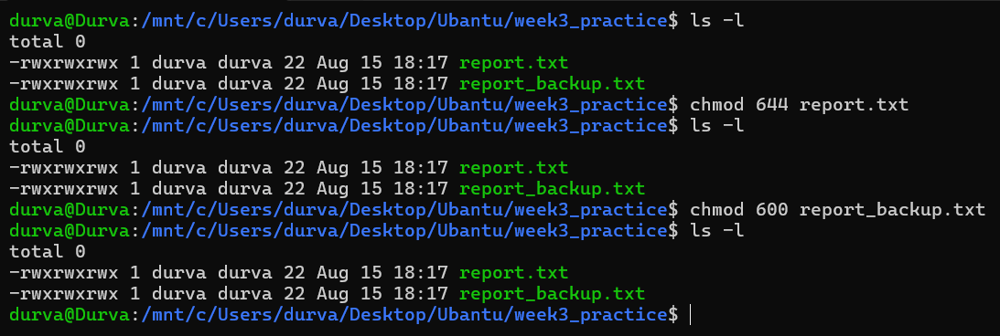 durva@Durva:/mnt/c/Users/durva/Desktop/Ubantu/week3_practice$ ls -l
total 0
-rwxrwxrwx 1 durva durva 22 Aug 15 18:17 report.txt
-rwxrwxrwx 1 durva durva 22 Aug 15 18:17 report_backup.txt
durva@Durva:/mnt/c/Users/durva/Desktop/Ubantu/week3_practice$ chmod 644 report.txt
durva@Durva:/mnt/c/Users/durva/Desktop/Ubantu/week3_practice$ ls -l
total 0
-rwxrwxrwx 1 durva durva 22 Aug 15 18:17 report.txt
-rwxrwxrwx 1 durva durva 22 Aug 15 18:17 report_backup.txt
durva@Durva:/mnt/c/Users/durva/Desktop/Ubantu/week3_practice$ chmod 600 report_backup.txt
durva@Durva:/mnt/c/Users/durva/Desktop/Ubantu/week3_practice$ ls -l
total 0
-rwxrwxrwx 1 durva durva 22 Aug 15 18:17 report.txt
-rwxrwxrwx 1 durva durva 22 Aug 15 18:17 report_backup.txt
durva@Durva:/mnt/c/Users/durva/Desktop/Ubantu/week3_practice$